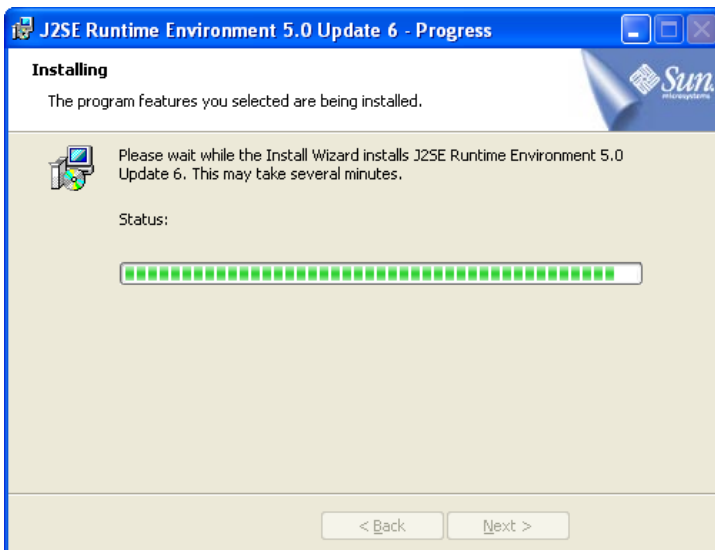 J2SE Runtime Environment 5.0 Update 6 - Progress
Installing
The program features you selected are being installed.
Sun
microsystems
Please wait while the Install Wizard installs J2SE Runtime Environment 5.0
Update 6. This may take several minutes.
Status:
< Back
Next >